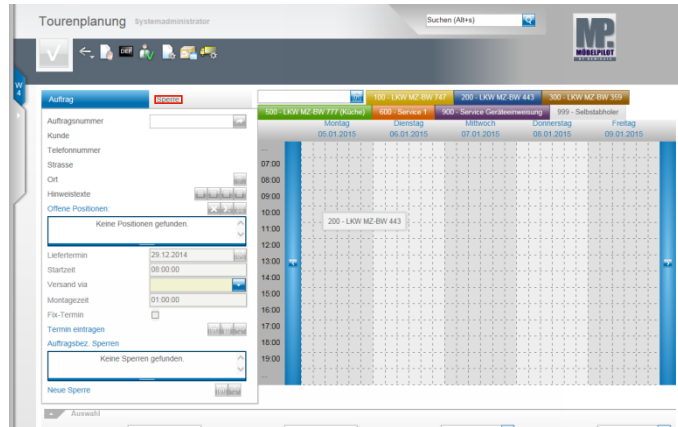 Tourenplanung Systemadministrator
Suchen (Alt+s)
MP
MÖBELPILOT
DEF
W
4
Auftrag Sperre
100 - LKW MZ-BW 747 200 - LKW MZ-BW 443 300 - LKW MZ-BW 359
500 - LKW MZ-BW 777 (Küche) 600 - Service 1 900 - Service Geräteeinweisung 999 - Selbstabholer
Montag Dienstag Mittwoch Donnerstag Freitag
05.01.2015 06.01.2015 07.01.2015 08.01.2015 09.01.2015
Auftragsnummer
Kunde
Telefonnummer
Strasse
Ort
Hinweistexte
Offene Positionen:
Keine Positionen gefunden.
Liefertermin 29.12.2014
Startzeit 08:00:00
Versand via
Montagezeit 01:00:00
Fix-Termin
Termin eintragen
Auftragsbez. Sperren
Keine Sperren gefunden.
Neue Sperre
...
07:00
08:00
09:00
10:00
11:00
12:00
13:00
14:00
15:00
16:00
17:00
18:00
19:00
...
200 - LKW MZ-BW 443
Auswahl